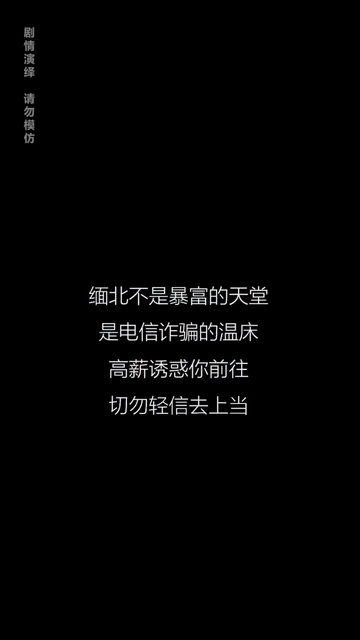 剧情演绎 请勿模仿
缅北不是暴富的天堂
是电信诈骗的温床
高薪诱惑你前往
切勿轻信去上当